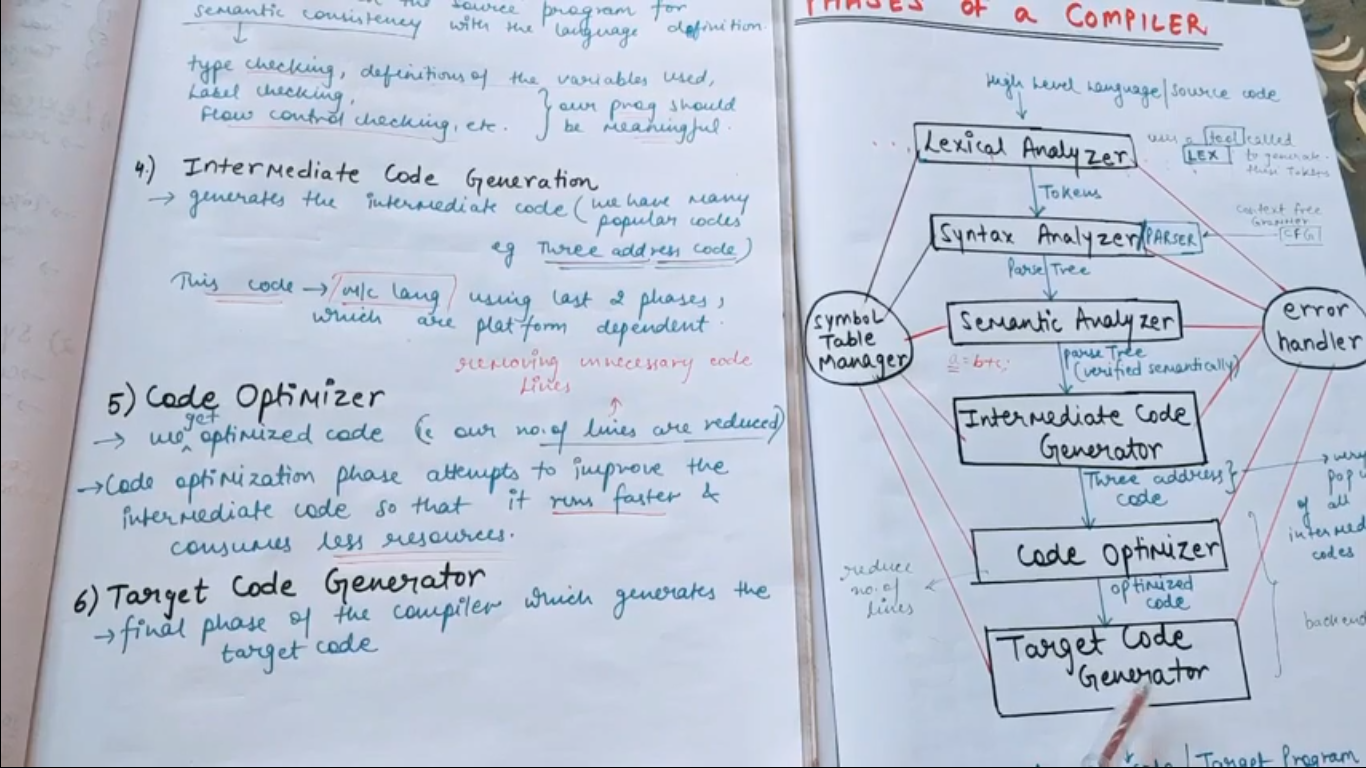 the source program for
semantic consistency with the language definition.
type checking, definitions of the variables used,
Label checking,
flow control checking, etc.
our prog should
be meaningful.
4.) Intermediate Code Generation
→ generates the intermediate code (we have many
popular codes
eg Three address code)
This code → m/c lang using last 2 phases,
which are platform dependent.
removing unnecessary code
lines
5) Code Optimizer
→ we get optimized code (i.e our no. of lines are reduced)
→ Code optimization phase attempts to improve the
intermediate code so that it runs faster &
consumes less resources.
6) Target Code Generator
→ final phase of the compiler which generates the
target code
PHASES of a COMPILER
High Level Language/source code
Lexical Analyzer
use a tool called
LEX to generate
these tokens
Tokens
Syntax Analyzer/PARSER
context free
Grammer
CFG
Parse Tree
Semantic Analyzer
symbol
Table
Manager
error
handler
a = b+c;
parse Tree
(verified semantically)
Intermediate Code
Generator
Three address
code
→ very
pop
of all
intermed
codes
Code Optimizer
reduce
no. of
lines
optimized
code
Target Code
Generator
backend
/ Target Program